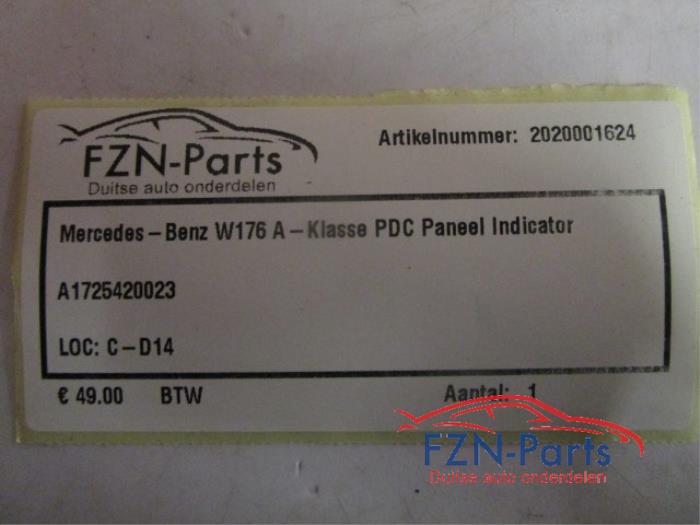 FZN-Parts
Duitse auto onderdelen
Artikelnummer: 2020001624
Mercedes-Benz W176 A-Klasse PDC Paneel Indicator
A1725420023
LOC: C-D14
€ 49.00 BTW Aantal: 1
FZN-Parts
Duitse auto onderdelen